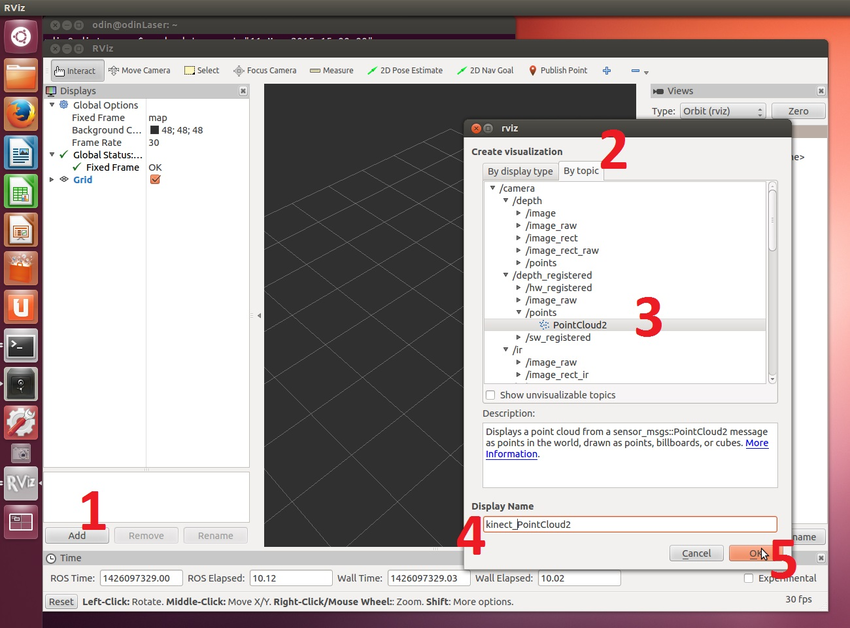 RViz
odin@odinLaser: ~
RViz
Interact Move Camera Select Focus Camera Measure 2D Pose Estimate 2D Nav Goal Publish Point
Displays
Global Options
Fixed Frame map
Background C... 48; 48; 48
Frame Rate 30
Global Status:...
Fixed Frame OK
Grid
1
Add Remove Rename
Views
Type: Orbit (rviz) Zero
rviz
Create visualization
2
By display type By topic
/camera
/depth
/image
/image_raw
/image_rect
/image_rect_raw
/points
/depth_registered
/hw_registered
/image_raw
/points
3
PointCloud2
/sw_registered
/ir
/image_raw
/image_rect_ir
Show unvisualizable topics
Description:
Displays a point cloud from a sensor_msgs::PointCloud2 message
as points in the world, drawn as points, billboards, or cubes. More
Information.
Display Name
4
kinect_PointCloud2
Cancel OK
5
Time
ROS Time: 1426097329.00 ROS Elapsed: 10.12 Wall Time: 1426097329.03 Wall Elapsed: 10.02 Experimental
Reset Left-Click: Rotate. Middle-Click: Move X/Y. Right-Click/Mouse Wheel:: Zoom. Shift: More options. 30 fps
RViz